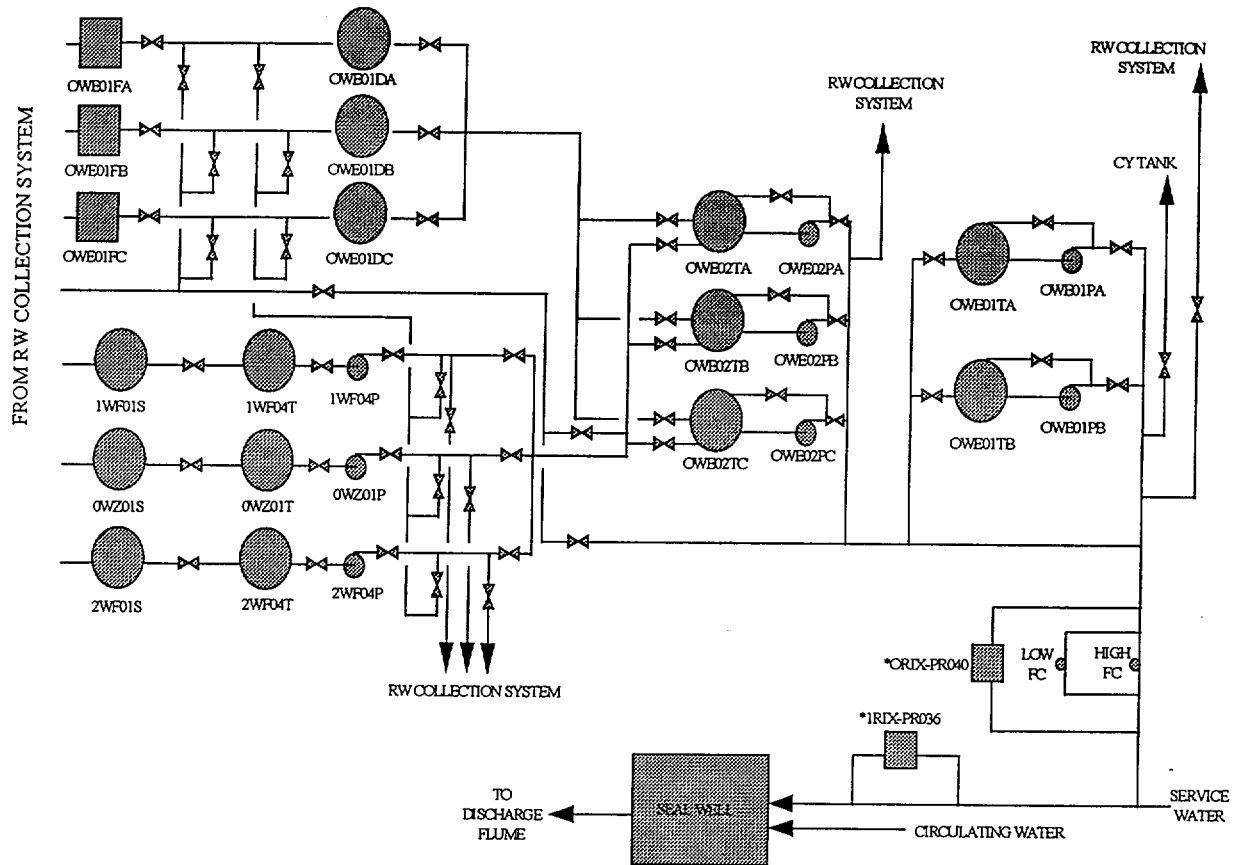 RW COLLECTION
SYSTEM
RW COLLECTION
SYSTEM
CY TANK
FROM RW COLLECTION SYSTEM
OWE01FA
OWE01DA
OWE01FB
OWE01DB
OWE01FC
OWE01DC
OWE02TA
OWE02PA
OWE01TA
OWE01PA
OWE02TB
OWE02PB
1WF01S
1WF04T
1WF04P
OWE01TB
OWE01PB
OWE02TC
OWE02PC
0WZ01S
0WZ01T
0WZ01P
2WF01S
2WF04T
2WF04P
RW COLLECTION SYSTEM
*ORIX-PR040
LOW
FC
HIGH
FC
*1RIX-PR036
TO
DISCHARGE
FLUME
SEAL WELL
SERVICE
WATER
CIRCULATING WATER